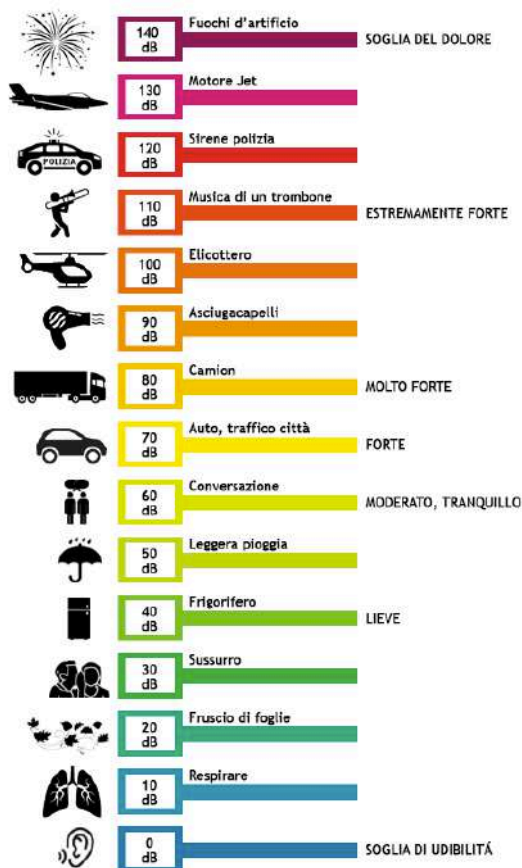 140
dB
Fuochi d'artificio
SOGLIA DEL DOLORE
130
dB
Motore Jet
POLIZIA
120
dB
Sirene polizia
110
dB
Musica di un trombone
ESTREMAMENTE FORTE
100
dB
Elicottero
90
dB
Asciugacapelli
80
dB
Camion
MOLTO FORTE
70
dB
Auto, traffico città
FORTE
60
dB
Conversazione
MODERATO, TRANQUILLO
50
dB
Leggera pioggia
40
dB
Frigorifero
LIEVE
30
dB
Sussurro
20
dB
Fruscio di foglie
10
dB
Respirare
0
dB
SOGLIA DI UDIBILITÁ